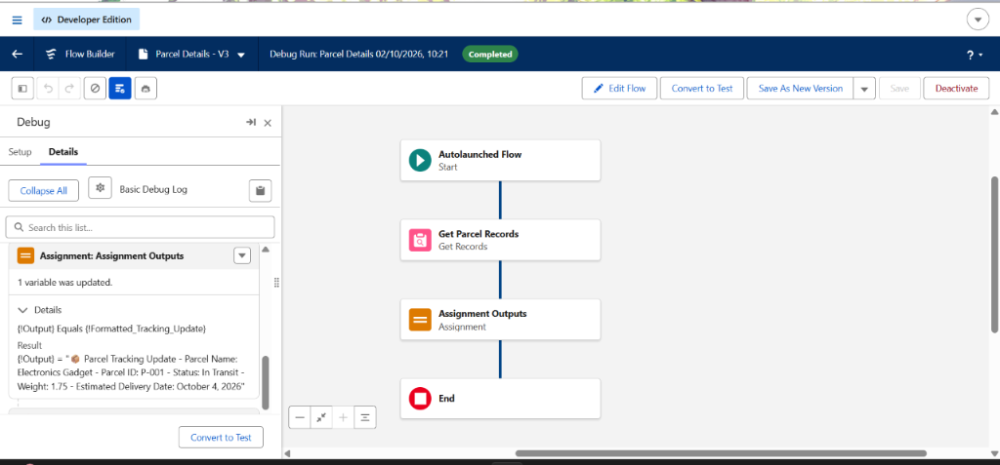 Developer Edition
Flow Builder
Parcel Details - V3
Debug Run: Parcel Details 02/10/2026, 10:21
Completed
?
Edit Flow
Convert to Test
Save As New Version
Save
Deactivate
Debug
Setup
Details
Collapse All
Basic Debug Log
Search this list...
Assignment: Assignment Outputs
1 variable was updated.
Details
{!Output} Equals {!Formatted_Tracking_Update}
Result
{!Output} = "📦 Parcel Tracking Update - Parcel Name:
Electronics Gadget - Parcel ID: P-001 - Status: In Transit -
Weight: 1.75 - Estimated Delivery Date: October 4, 2026"
Convert to Test
Autolaunched Flow
Start
Get Parcel Records
Get Records
Assignment Outputs
Assignment
End